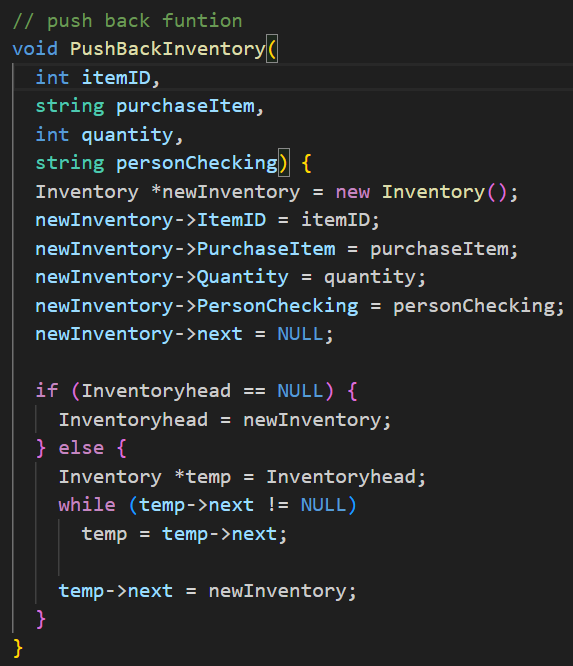 // push back funtion
void PushBackInventory(
int itemID,
string purchaseItem,
int quantity,
string personChecking) {
Inventory *newInventory = new Inventory();
newInventory->ItemID = itemID;
newInventory->PurchaseItem = purchaseItem;
newInventory->Quantity = quantity;
newInventory->PersonChecking = personChecking;
newInventory->next = NULL;
if (Inventoryhead == NULL) {
Inventoryhead = newInventory;
} else {
Inventory *temp = Inventoryhead;
while (temp->next != NULL)
temp = temp->next;
temp->next = newInventory;
}
}